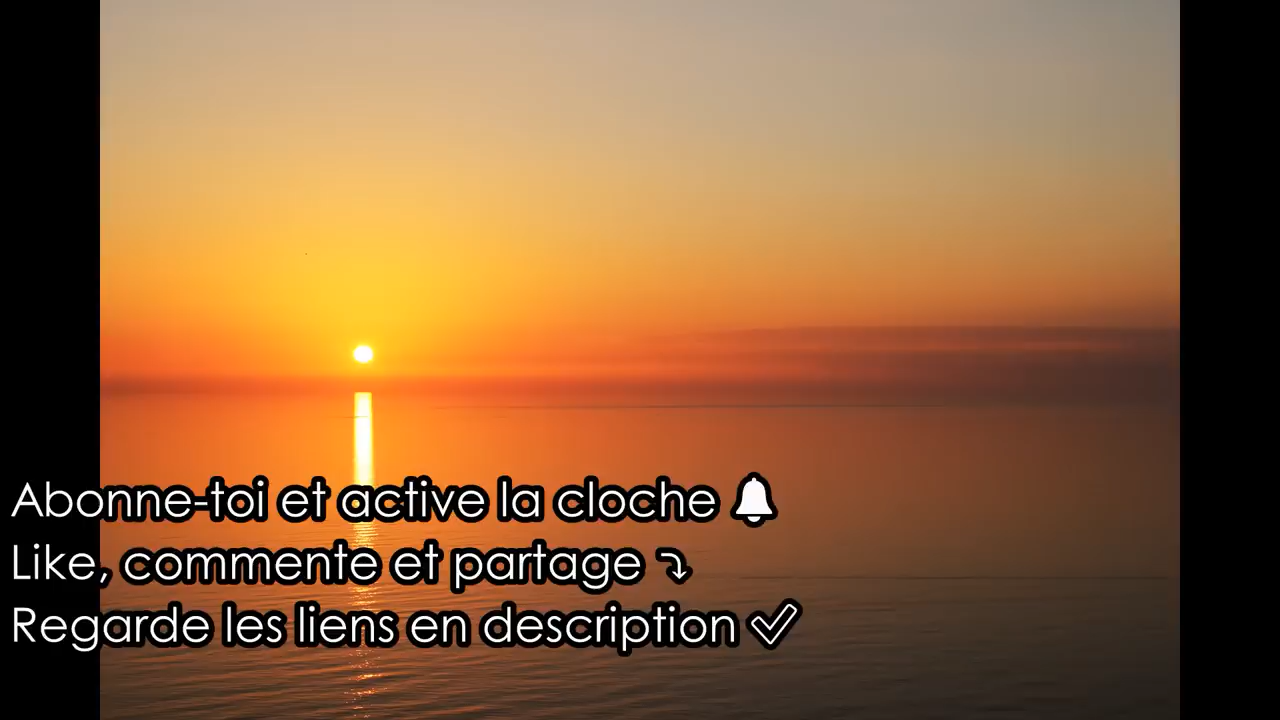 Abonne-toi et active la cloche 🔔
Like, commente et partage ⤵
Regarde les liens en description ✓